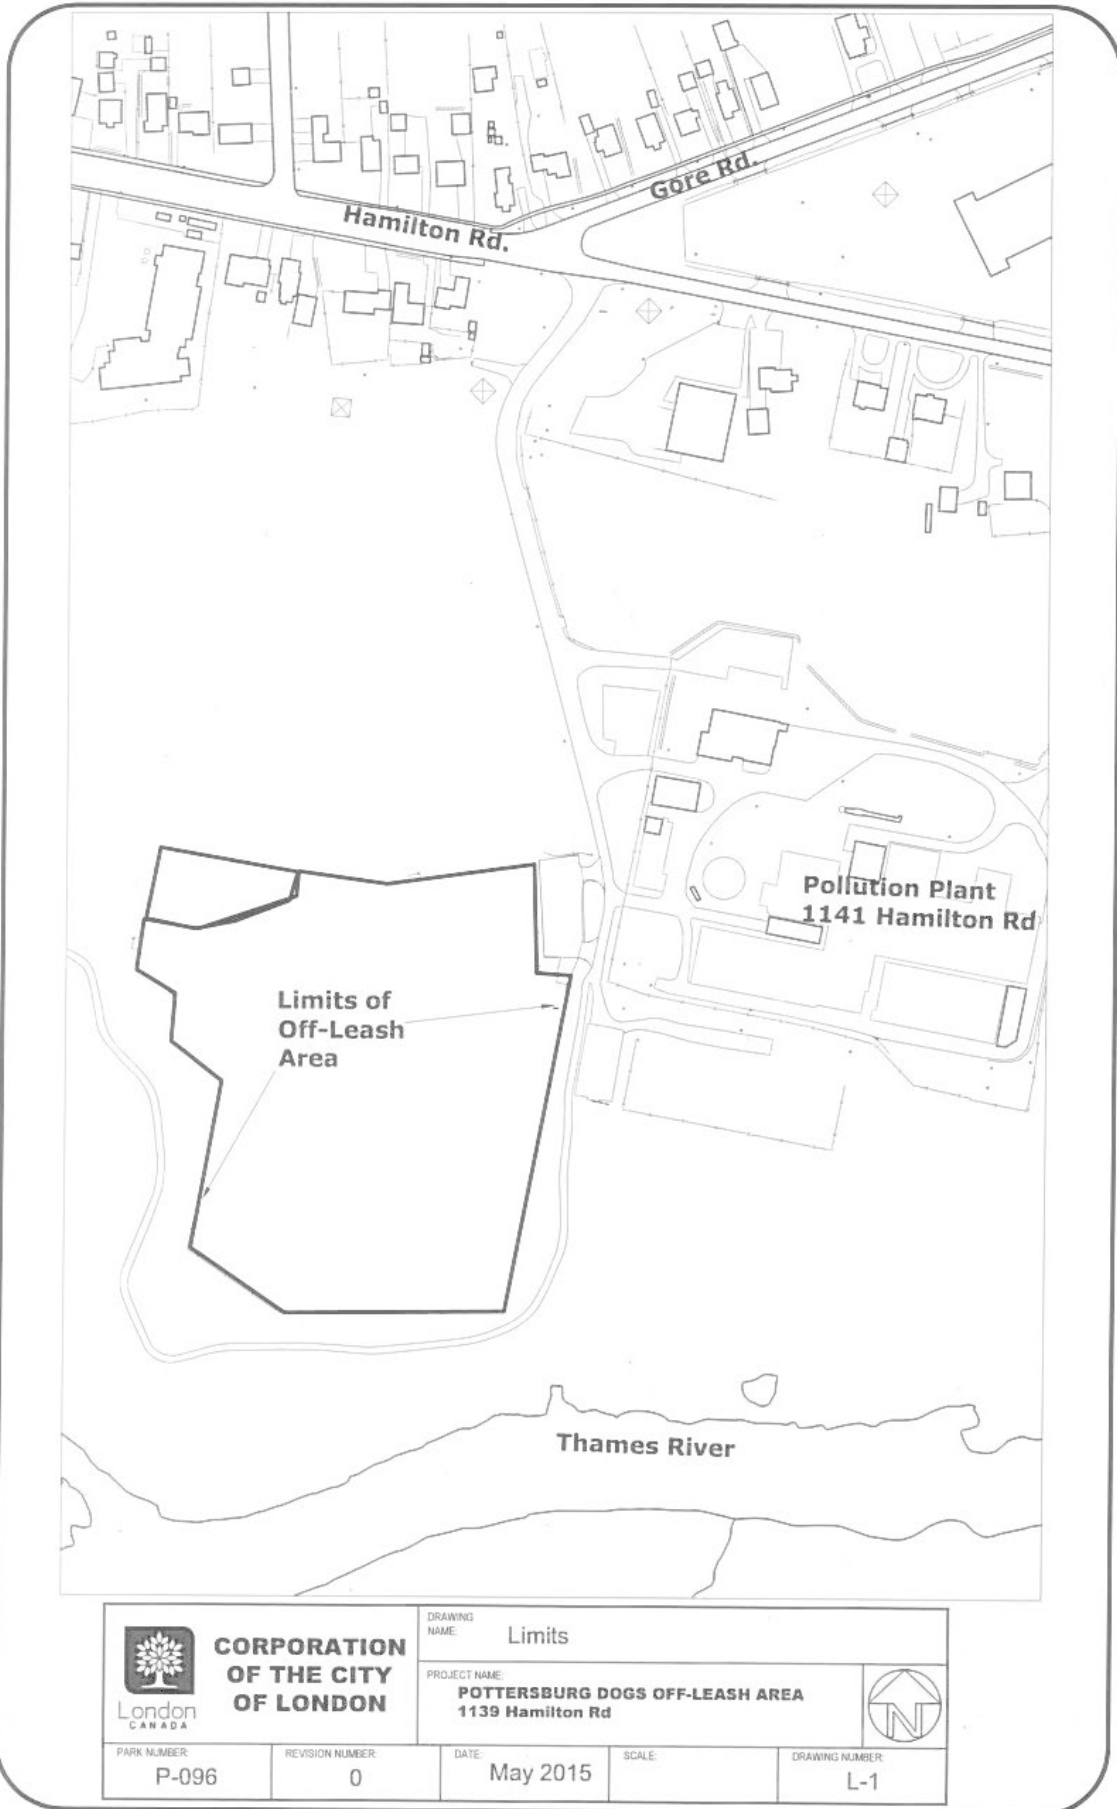 Gore Rd.
Hamilton Rd.
Pollution Plant
1141 Hamilton Rd
Limits of
Off-Leash
Area
Thames River
London
CANADA
CORPORATION
OF THE CITY
OF LONDON
DRAWING
NAME:
Limits
PROJECT NAME:
POTTERSBURG DOGS OFF-LEASH AREA
1139 Hamilton Rd
N
PARK NUMBER:
P-096
REVISION NUMBER:
0
DATE:
May 2015
SCALE:
DRAWING NUMBER:
L-1